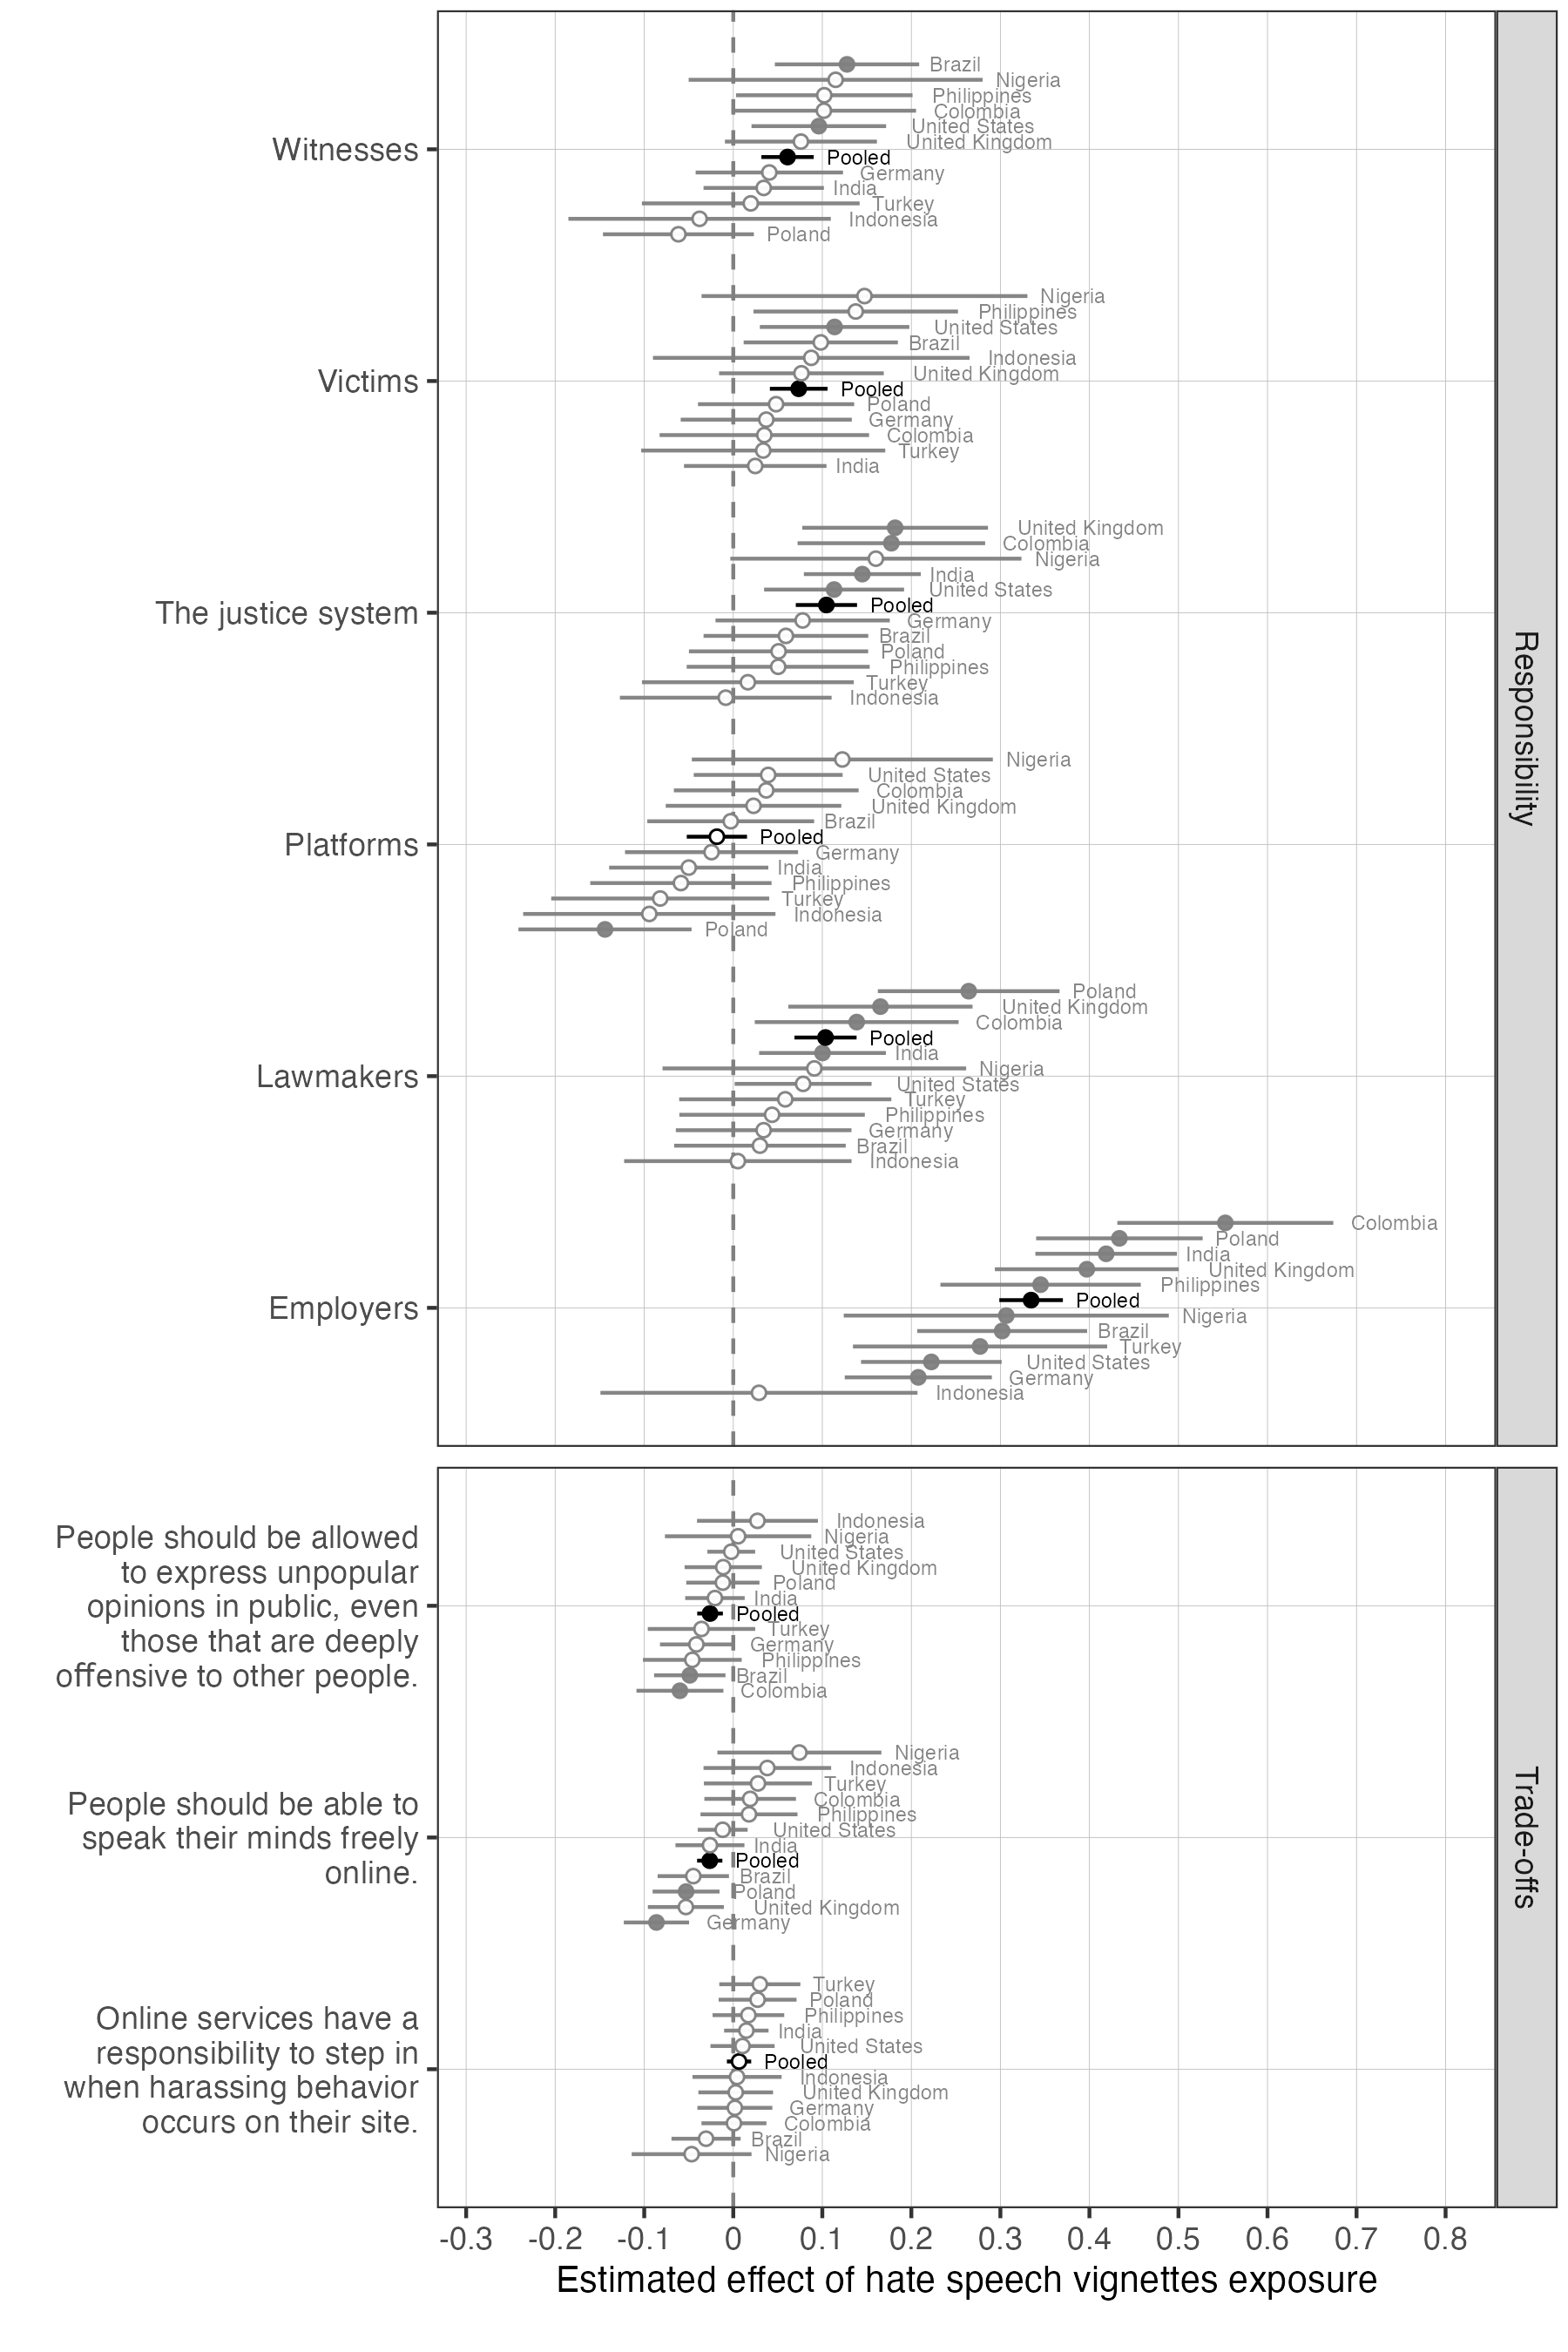 Witnesses
Brazil
Nigeria
Philippines
Colombia
United States
United Kingdom
Pooled
Germany
India
Turkey
Indonesia
Poland
Victims
Nigeria
Philippines
United States
Brazil
Indonesia
United Kingdom
Pooled
Poland
Germany
Colombia
Turkey
India
The justice system
United Kingdom
Colombia
Nigeria
India
United States
Pooled
Germany
Brazil
Poland
Philippines
Turkey
Indonesia
Platforms
Nigeria
United States
Colombia
United Kingdom
Brazil
Pooled
Germany
India
Philippines
Turkey
Indonesia
Poland
Lawmakers
Poland
United Kingdom
Colombia
Pooled
India
Nigeria
United States
Turkey
Philippines
Germany
Brazil
Indonesia
Employers
Colombia
Poland
India
United Kingdom
Philippines
Pooled
Nigeria
Brazil
Turkey
United States
Germany
Indonesia
Responsibility
People should be allowed
to express unpopular
opinions in public, even
those that are deeply
offensive to other people.
Indonesia
Nigeria
United States
United Kingdom
Poland
India
Pooled
Turkey
Germany
Philippines
Brazil
Colombia
People should be able to
speak their minds freely
online.
Nigeria
Indonesia
Turkey
Colombia
Philippines
United States
India
Pooled
Brazil
Poland
United Kingdom
Germany
Online services have a
responsibility to step in
when harassing behavior
occurs on their site.
Turkey
Poland
Philippines
India
United States
Pooled
Indonesia
United Kingdom
Germany
Colombia
Brazil
Nigeria
Trade-offs
-0.3 -0.2 -0.1 0 0.1 0.2 0.3 0.4 0.5 0.6 0.7 0.8
Estimated effect of hate speech vignettes exposure